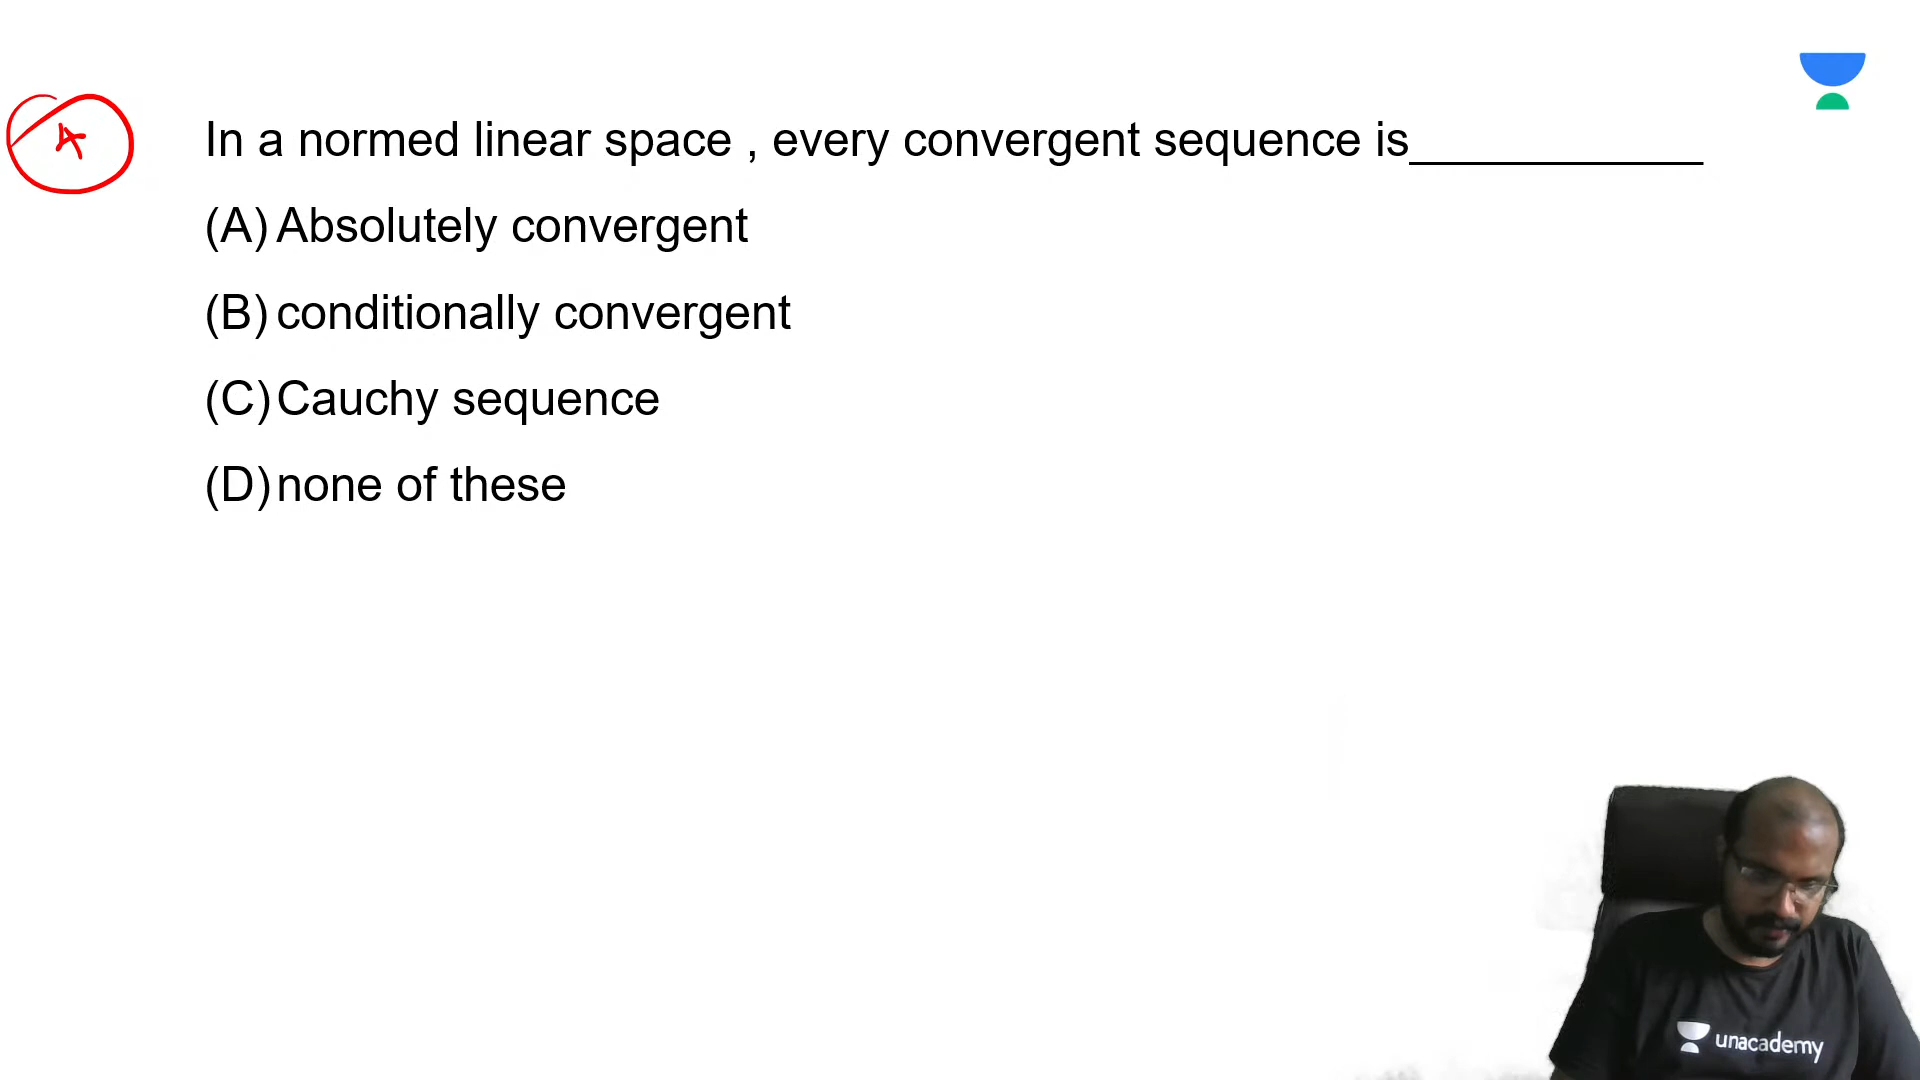 In a normed linear space , every convergent sequence is____________
(A) Absolutely convergent
(B) conditionally convergent
(C) Cauchy sequence
(D) none of these
unacademy